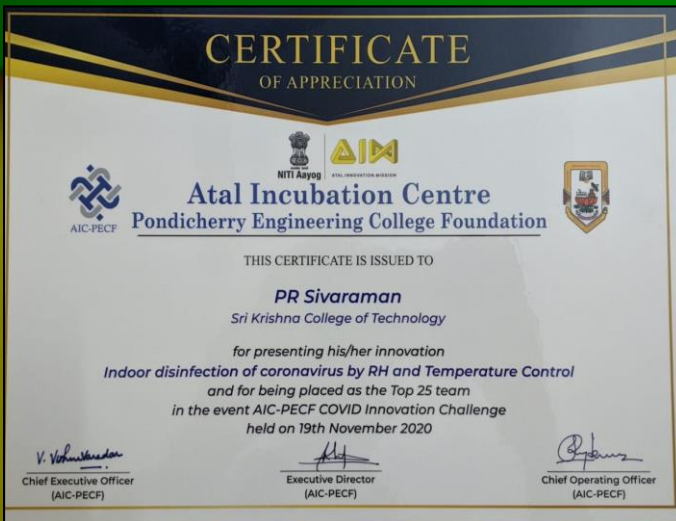 CERTIFICATE
OF APPRECIATION
NITI Aayog
AIM
ATAL INNOVATION MISSION
AIC-PECF
Atal Incubation Centre
Pondicherry Engineering College Foundation
THIS CERTIFICATE IS ISSUED TO
PR Sivaraman
Sri Krishna College of Technology
for presenting his/her innovation
Indoor disinfection of coronavirus by RH and Temperature Control
and for being placed as the Top 25 team
in the event AIC-PECF COVID Innovation Challenge
held on 19th November 2020
Chief Executive Officer
(AIC-PECF)
Executive Director
(AIC-PECF)
Chief Operating Officer
(AIC-PECF)